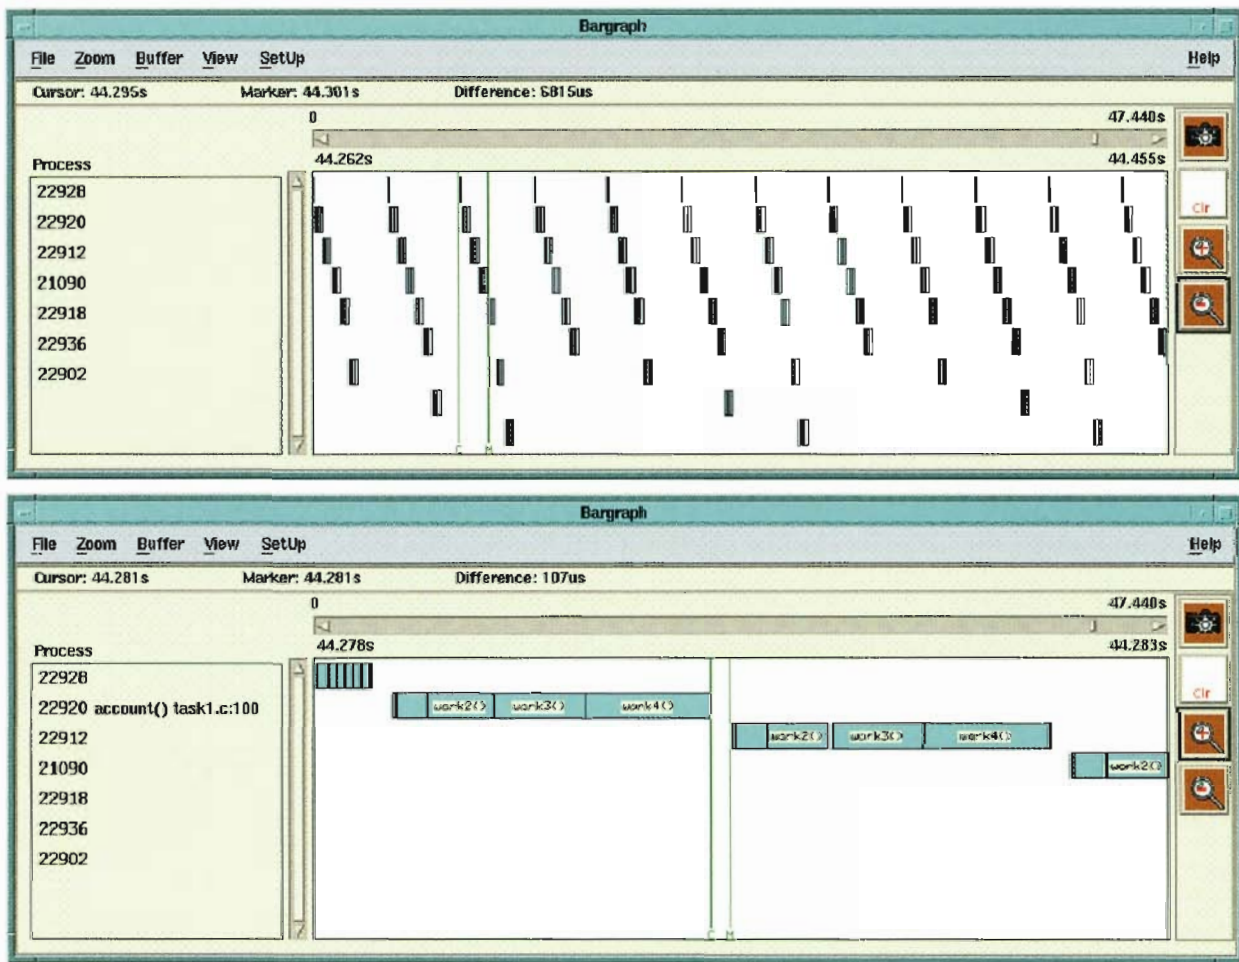 Bargraph
File Zoom Buffer View SetUp Help
Cursor: 44.295s Marker: 44.301s Difference: 6815us
0 47.440s
Process 44.262s 44.455s
22928
22920
22912
21090
22918
22936
22902
C M
Clr
Bargraph
File Zoom Buffer View SetUp Help
Cursor: 44.281s Marker: 44.281s Difference: 107us
0 47.440s
Process 44.278s 44.283s
22928
22920 account() task1.c:100 work2() work3() work4()
22912 work2() work3() work4()
21090 work2()
22918
22936
22902
C M
Clr